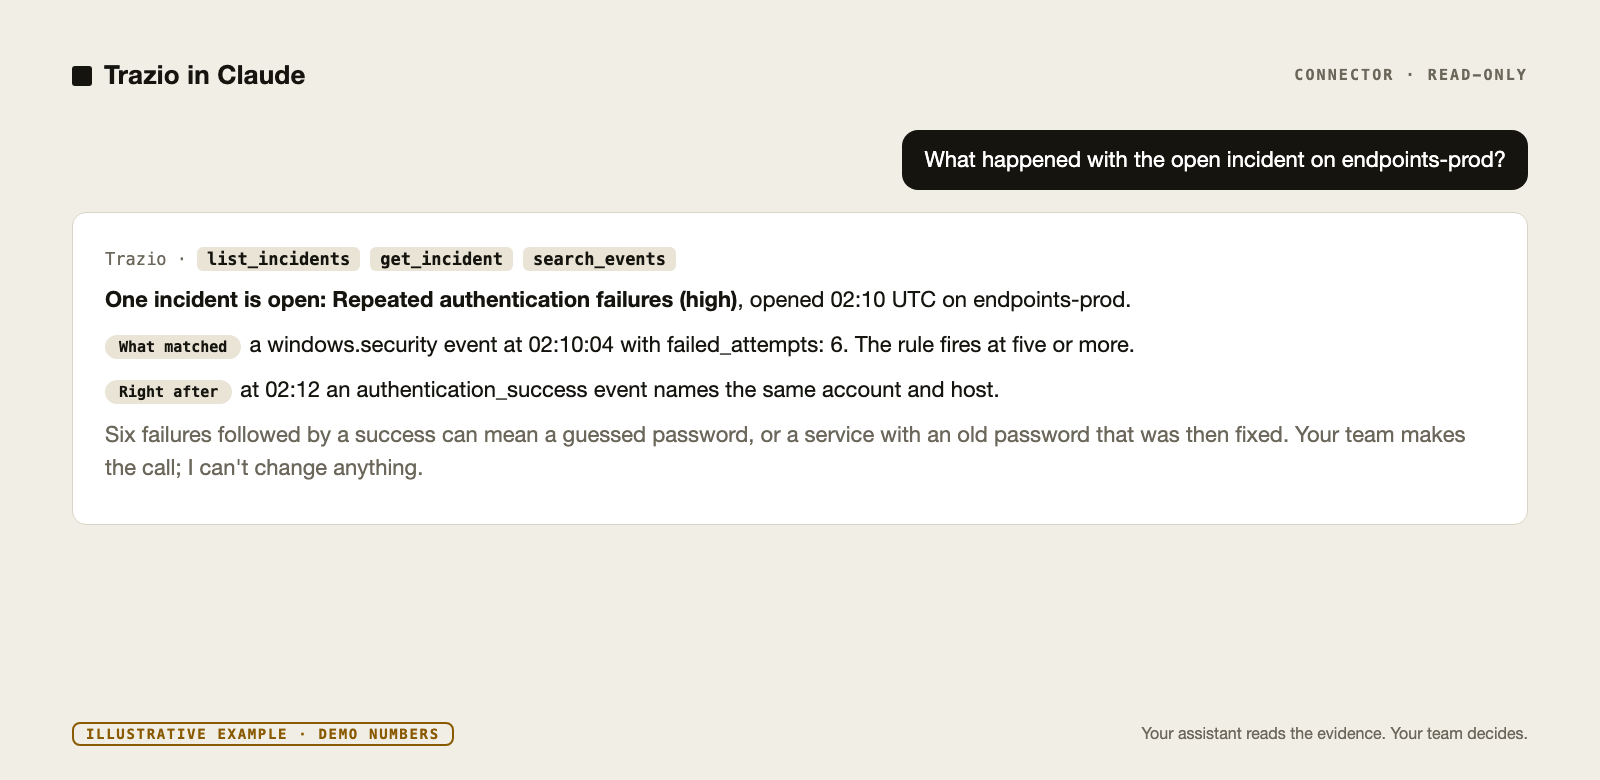 Trazio in Claude
CONNECTOR · READ-ONLY
What happened with the open incident on endpoints-prod?
Trazio · list_incidents get_incident search_events
One incident is open: Repeated authentication failures (high), opened 02:10 UTC on endpoints-prod.
What matched a windows.security event at 02:10:04 with failed_attempts: 6. The rule fires at five or more.
Right after at 02:12 an authentication_success event names the same account and host.
Six failures followed by a success can mean a guessed password, or a service with an old password that was then fixed. Your team makes
the call; I can't change anything.
ILLUSTRATIVE EXAMPLE · DEMO NUMBERS
Your assistant reads the evidence. Your team decides.